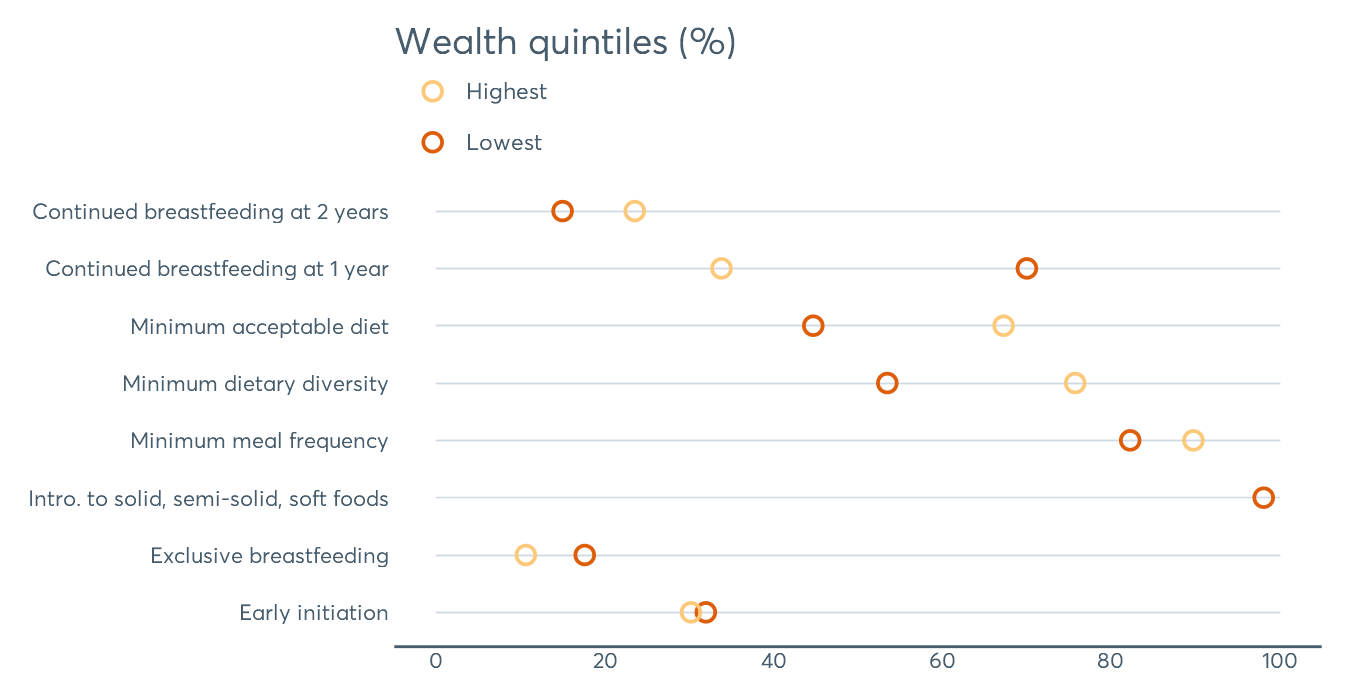 Wealth quintiles (%)
Highest
Lowest
Continued breastfeeding at 2 years
Continued breastfeeding at 1 year
Minimum acceptable diet
Minimum dietary diversity
Minimum meal frequency
Intro. to solid, semi-solid, soft foods
Exclusive breastfeeding
Early initiation
0 20 40 60 80 100